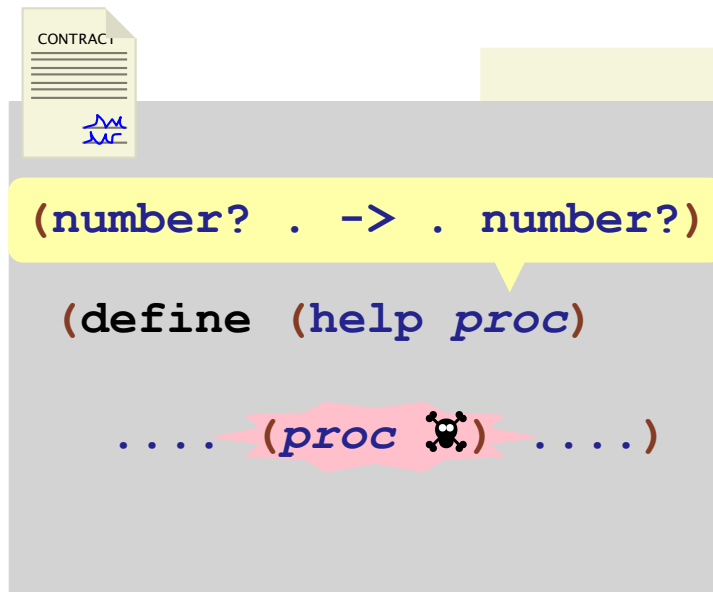 CONTRACT
(number? . -> . number?)
(define (help proc)
.... (proc ☠) ....)